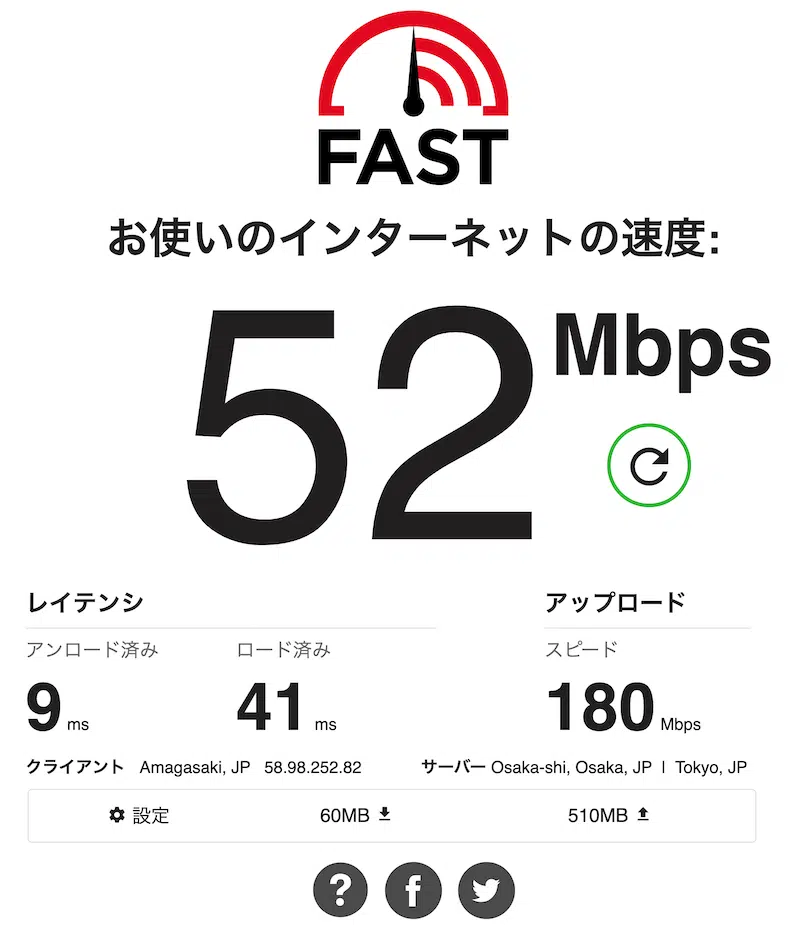 FAST
お使いのインターネットの速度:
52 Mbps
レイテンシ アップロード
アンロード済み ロード済み スピード
9 ms 41 ms 180 Mbps
クライアント Amagasaki, JP 58.98.252.82 サーバー Osaka-shi, Osaka, JP | Tokyo, JP
設定 60MB 510MB
? f